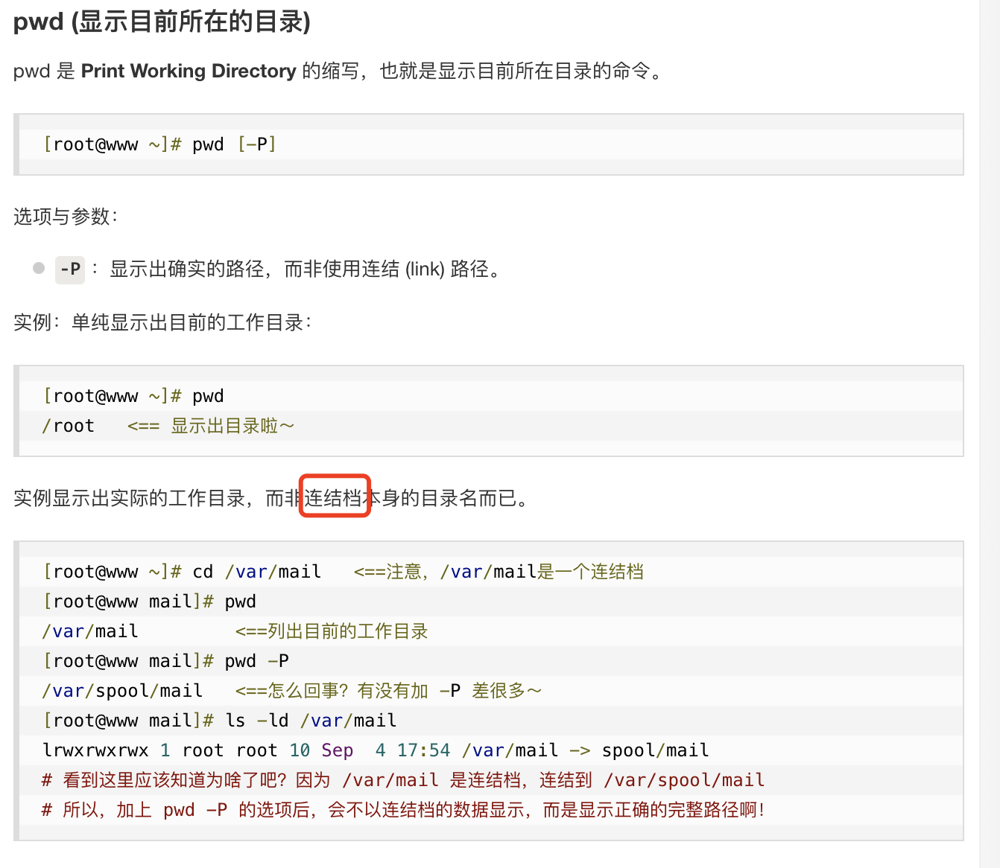 pwd (显示目前所在的目录)
pwd 是 Print Working Directory 的缩写，也就是显示目前所在目录的命令。
[root@www ~]# pwd [-P]
选项与参数：
-P ：显示出确实的路径，而非使用连结 (link) 路径。
实例：单纯显示出目前的工作目录：
[root@www ~]# pwd
/root   <== 显示出目录啦～
实例显示出实际的工作目录，而非连结档本身的目录名而已。
[root@www ~]# cd /var/mail   <==注意，/var/mail是一个连结档
[root@www mail]# pwd
/var/mail         <==列出目前的工作目录
[root@www mail]# pwd -P
/var/spool/mail   <==怎么回事？有没有加 -P 差很多～
[root@www mail]# ls -ld /var/mail
lrwxrwxrwx 1 root root 10 Sep  4 17:54 /var/mail -> spool/mail
# 看到这里应该知道为啥了吧？因为 /var/mail 是连结档，连结到 /var/spool/mail
# 所以，加上 pwd -P 的选项后，会不以连结档的数据显示，而是显示正确的完整路径啊！